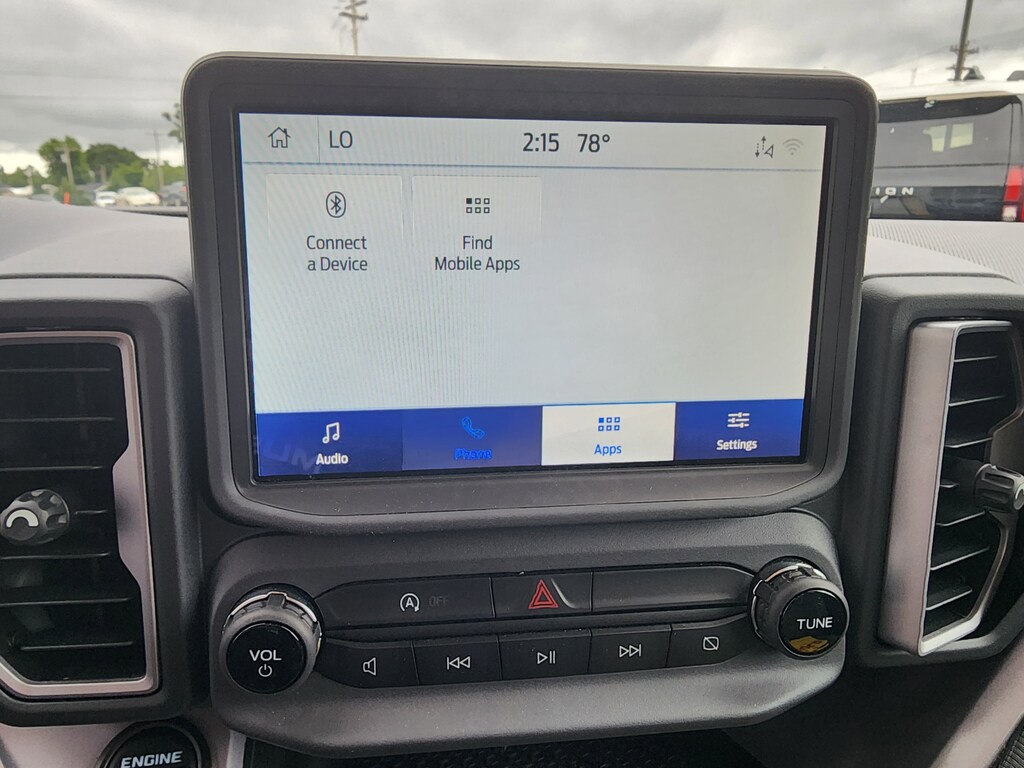 LO
2:15 78°
Connect
a Device
Find
Mobile Apps
Audio
Phone
Apps
Settings
OFF
VOL
TUNE
ENGINE